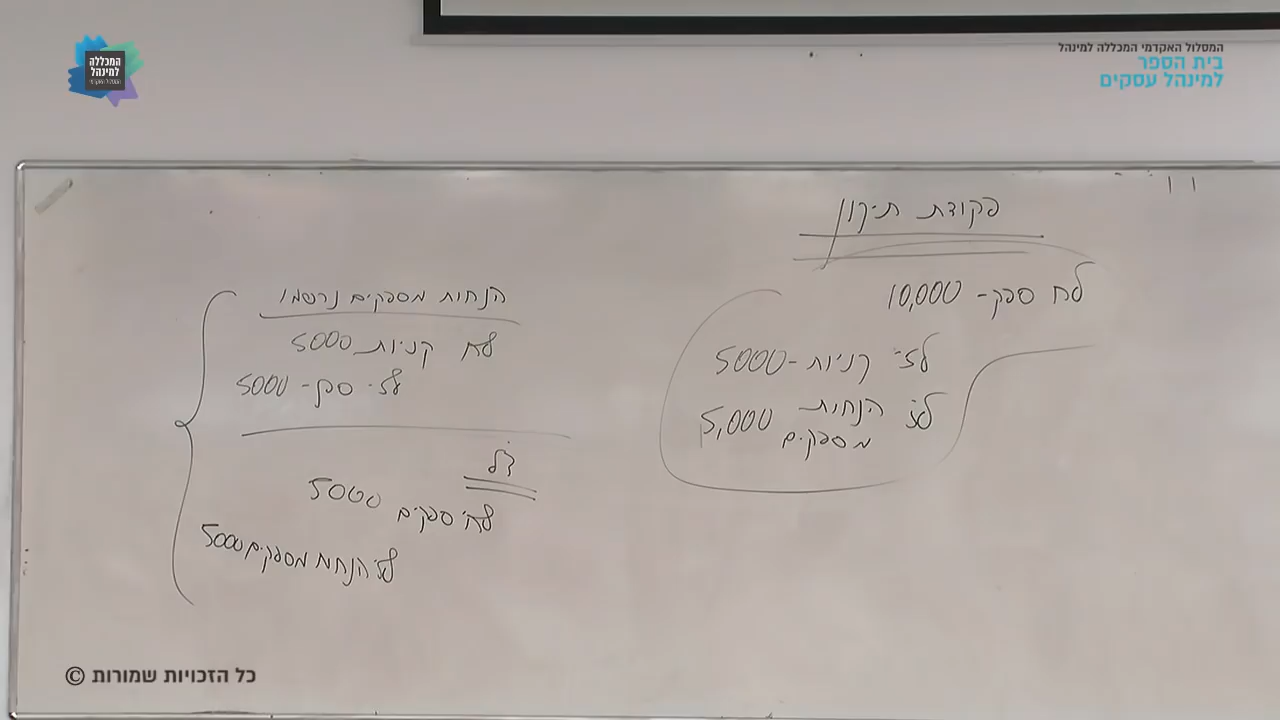 המסלול האקדמי המכללה למינהל
בית הספר
למינהל עסקים
המכללה
למינהל
פקודת תיקון
לח ספק- 10,000
לז' קניות- 5000
לז' הנחות 5,000
מספקים
הנחות מספקים נרשמו
לח קניות 5000
לז' ספק- 5000
צ"ל
לח' ספקים 5000
לז' הנחות מספקים 5000
כל הזכויות שמורות ©